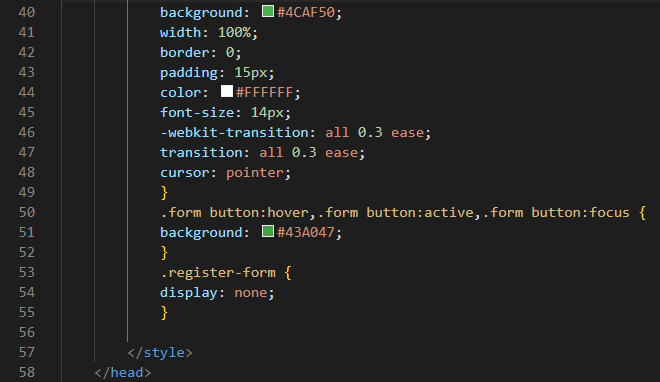 40 background: #4CAF50;
41 width: 100%;
42 border: 0;
43 padding: 15px;
44 color: #FFFFFF;
45 font-size: 14px;
46 -webkit-transition: all 0.3 ease;
47 transition: all 0.3 ease;
48 cursor: pointer;
49 }
50 .form button:hover,.form button:active,.form button:focus {
51 background: #43A047;
52 }
53 .register-form {
54 display: none;
55 }
56
57 </style>
58 </head>